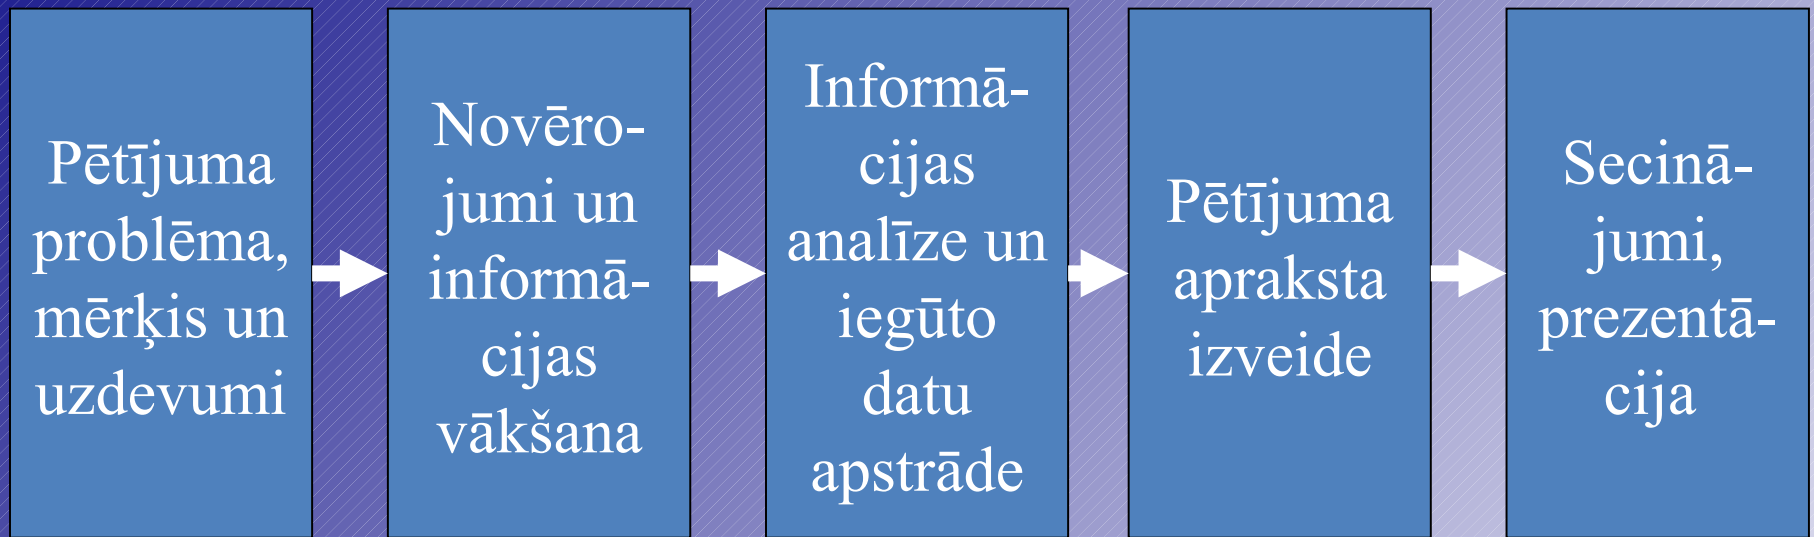 Pētījuma
problēma,
mērķis un
uzdevumi
Novēro-
jumi un
informā-
cijas
vākšana
Informā-
cijas
analīze un
iegūto
datu
apstrāde
Pētījuma
apraksta
izveide
Secinā-
jumi,
prezentā-
cija